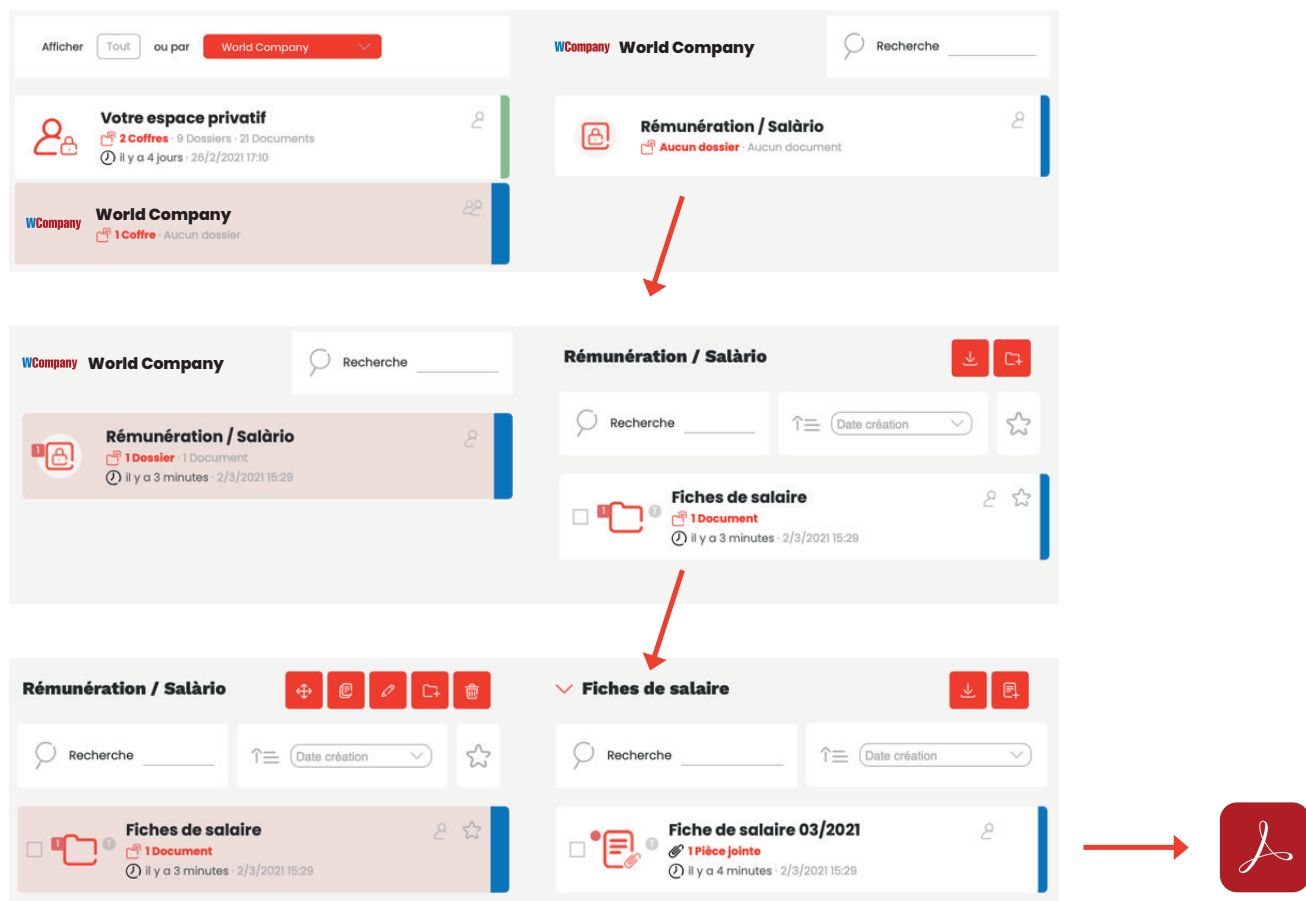 Afficher Tout ou par World Company
Votre espace privatif
2 Coffres · 9 Dossiers · 21 Documents
il y a 4 jours · 26/2/2021 17:10
WCompany
World Company
1 Coffre · Aucun dossier
WCompany World Company
Recherche
Rémunération / Salàrio
Aucun dossier · Aucun document
WCompany World Company
Recherche
1
Rémunération / Salàrio
1 Dossier · 1 Document
il y a 3 minutes · 2/3/2021 15:29
Rémunération / Salàrio
Recherche
Date création
1
T
Fiches de salaire
1 Document
il y a 3 minutes · 2/3/2021 15:29
Rémunération / Salàrio
Recherche
Date création
1
T
Fiches de salaire
1 Document
il y a 3 minutes · 2/3/2021 15:29
Fiches de salaire
Recherche
Date création
T
Fiche de salaire 03/2021
1 Pièce jointe
il y a 4 minutes · 2/3/2021 15:29